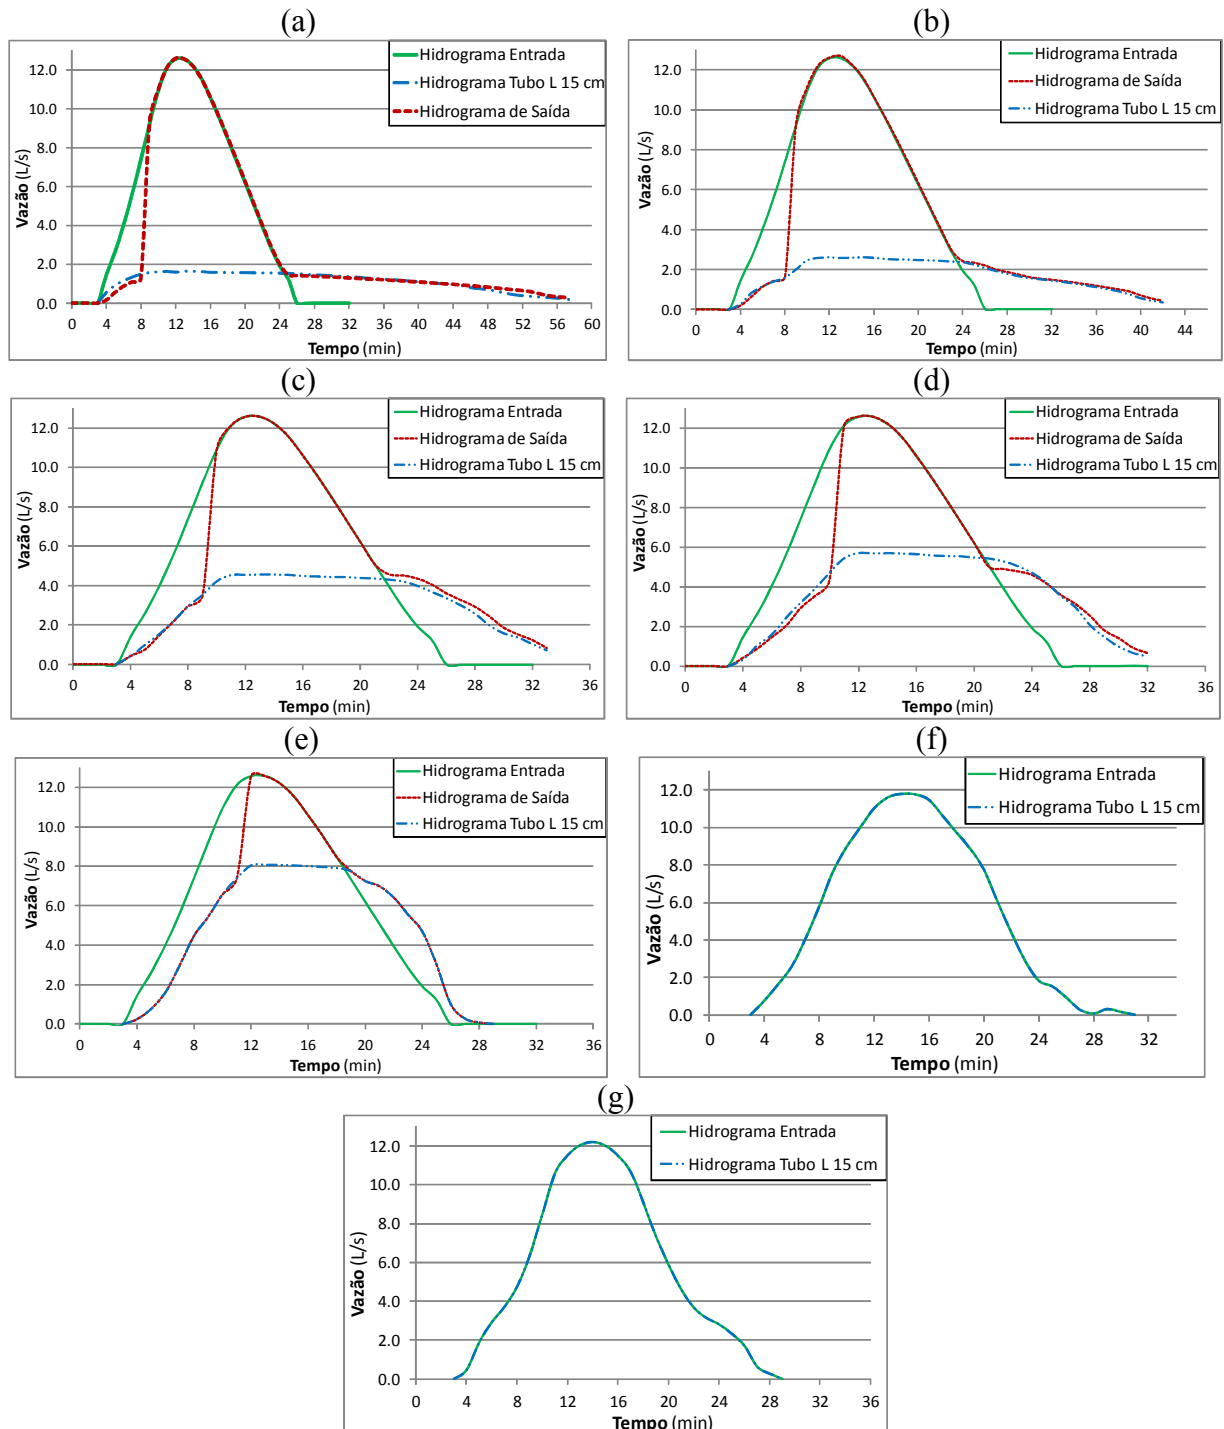 (a)
Hidrograma Entrada
Hidrograma Tubo L 15 cm
Hidrograma de Saída
Vazão (L/s)
12.0
10.0
8.0
6.0
4.0
2.0
0.0
0 4 8 12 16 20 24 28 32 36 40 44 48 52 56 60
Tempo (min)
(b)
Hidrograma Entrada
Hidrograma de Saída
Hidrograma Tubo L 15 cm
Vazão (L/s)
12.0
10.0
8.0
6.0
4.0
2.0
0.0
0 4 8 12 16 20 24 28 32 36 40 44
Tempo (min)
(c)
Hidrograma Entrada
Hidrograma de Saída
Hidrograma Tubo L 15 cm
Vazão (L/s)
12.0
10.0
8.0
6.0
4.0
2.0
0.0
0 4 8 12 16 20 24 28 32 36
Tempo (min)
(d)
Hidrograma Entrada
Hidrograma de Saída
Hidrograma Tubo L 15 cm
Vazão (L/s)
12.0
10.0
8.0
6.0
4.0
2.0
0.0
0 4 8 12 16 20 24 28 32 36
Tempo (min)
(e)
Hidrograma Entrada
Hidrograma de Saída
Hidrograma Tubo L 15 cm
Vazão (L/s)
12.0
10.0
8.0
6.0
4.0
2.0
0.0
0 4 8 12 16 20 24 28 32 36
Tempo (min)
(f)
Hidrograma Entrada
Hidrograma Tubo L 15 cm
Vazão (L/s)
12.0
10.0
8.0
6.0
4.0
2.0
0.0
0 4 8 12 16 20 24 28 32
Tempo (min)
(g)
Hidrograma Entrada
Hidrograma Tubo L 15 cm
Vazão (L/s)
12.0
10.0
8.0
6.0
4.0
2.0
0.0
0 4 8 12 16 20 24 28 32 36
Tempo (min)